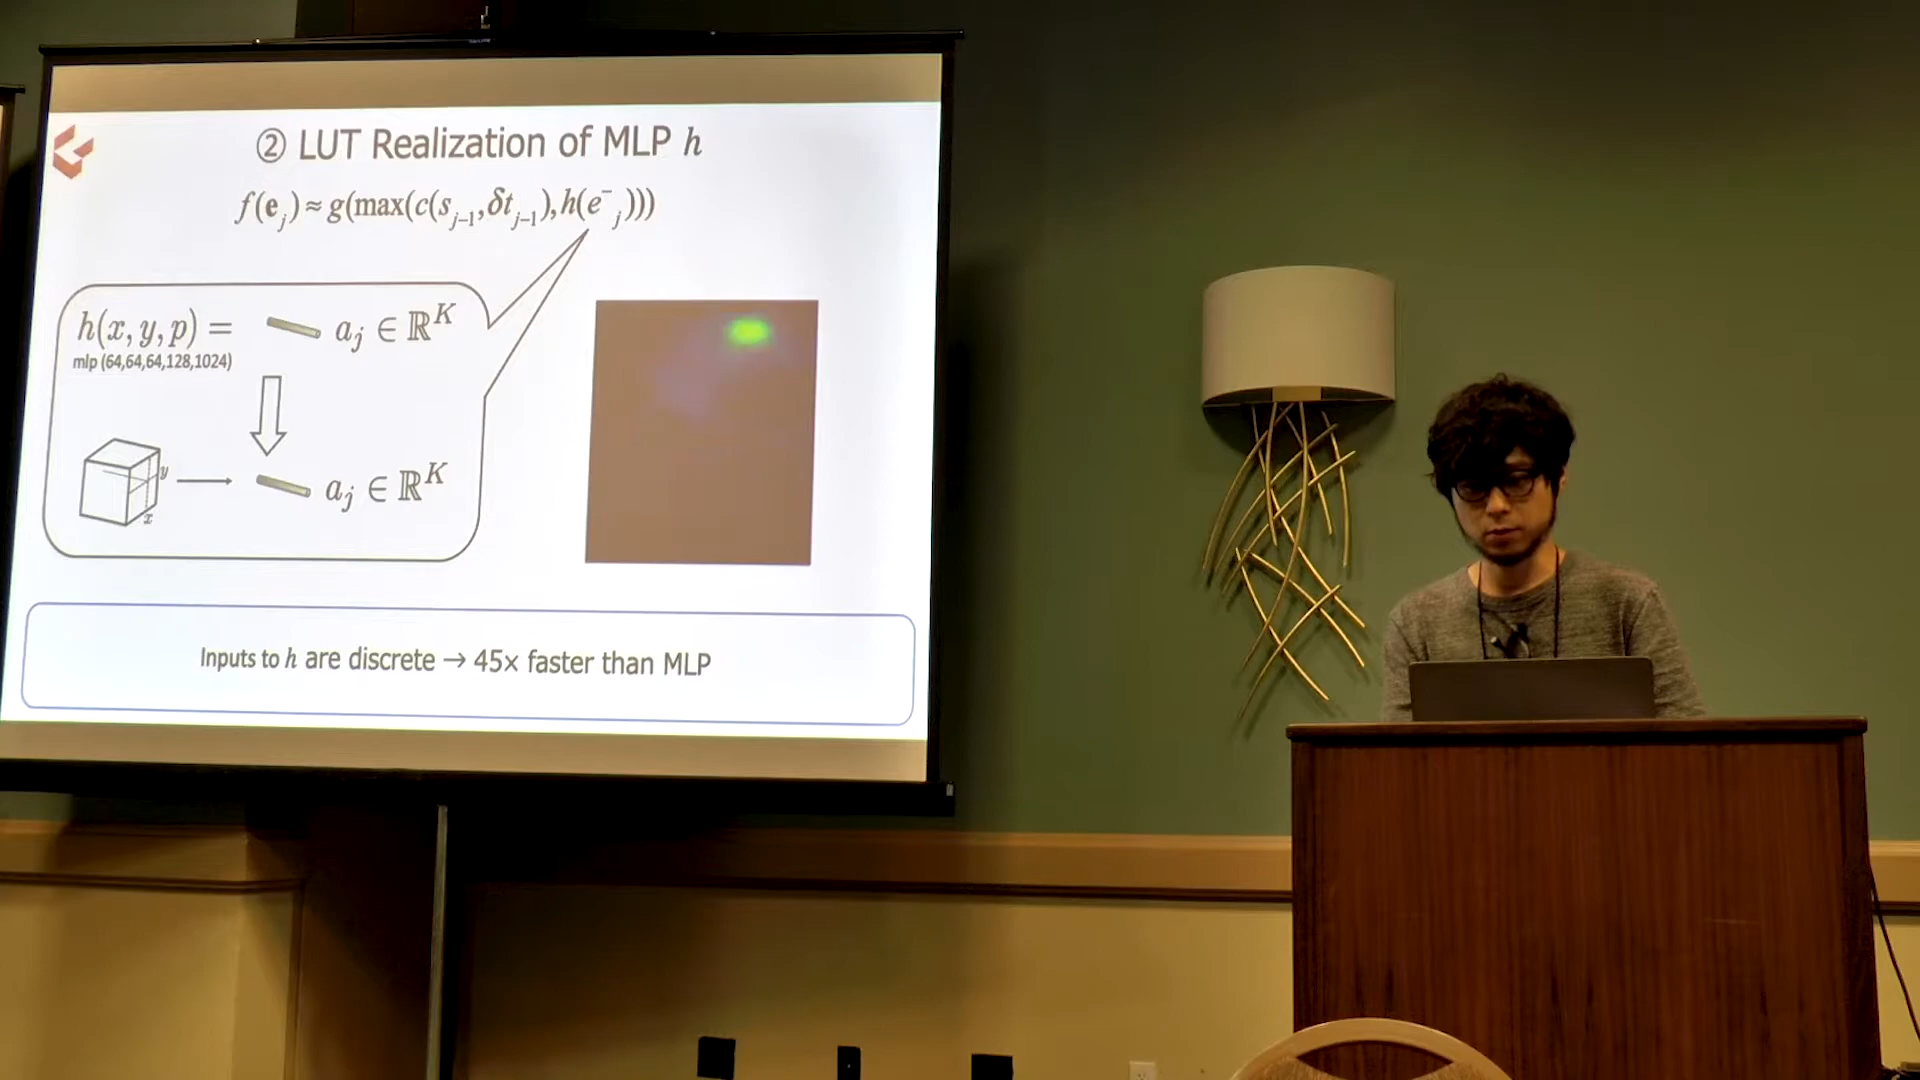 ② LUT Realization of MLP h
f(e_j) ≈ g(max(c(s_{j-1}, δt_{j-1}), h(e^-_j)))
h(x, y, p) = a_j ∈ ℝ^K
mlp (64,64,64,128,1024)
y
x
a_j ∈ ℝ^K
Inputs to h are discrete → 45x faster than MLP